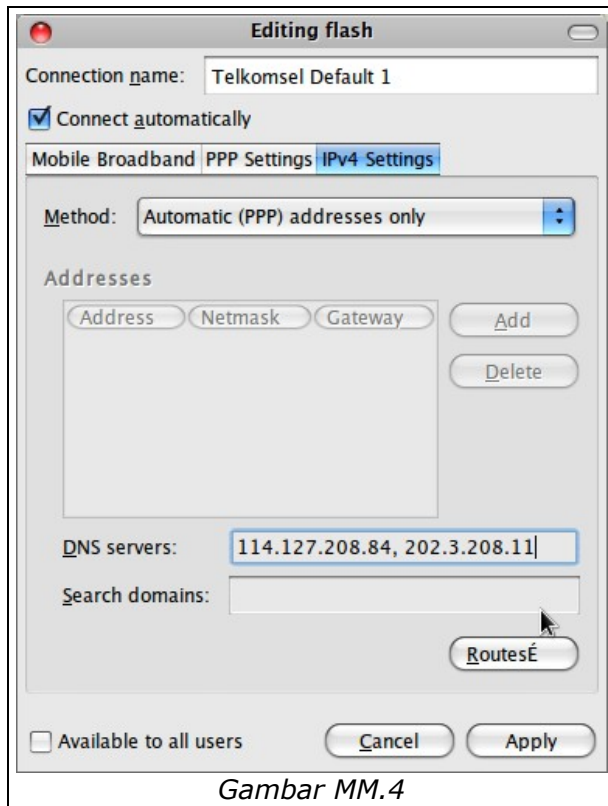 Editing flash
Connection name: Telkomsel Default 1
Connect automatically
Mobile Broadband PPP Settings IPv4 Settings
Method: Automatic (PPP) addresses only
Addresses
Address Netmask Gateway Add
Delete
DNS servers: 114.127.208.84, 202.3.208.11
Search domains:
RoutesÉ
Available to all users Cancel Apply
Gambar MM.4